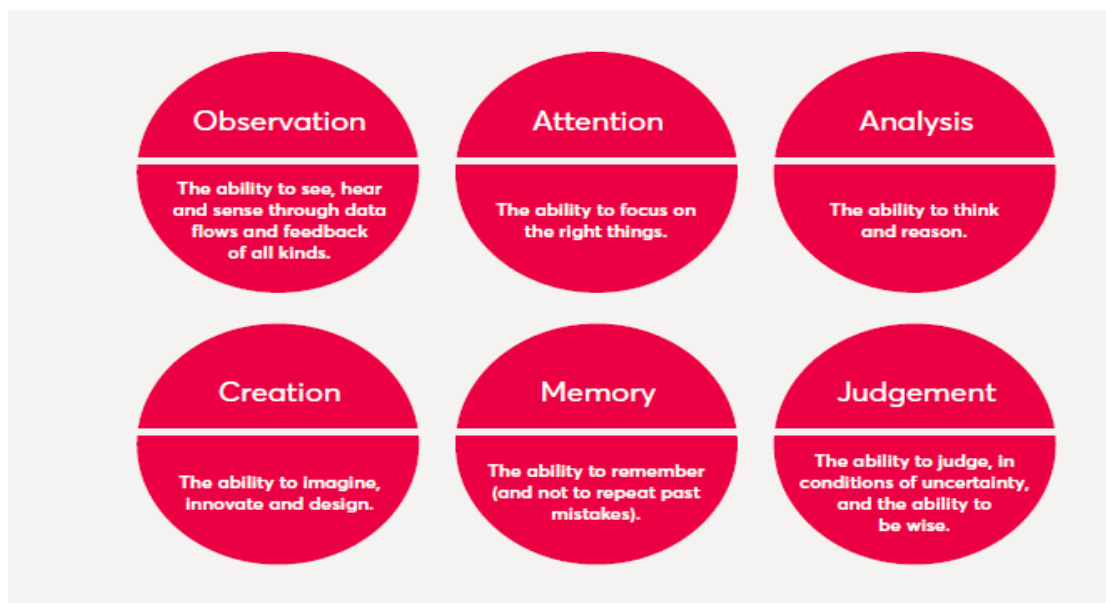 Observation
The ability to see, hear
and sense through data
flows and feedback
of all kinds.
Attention
The ability to focus on
the right things.
Analysis
The ability to think
and reason.
Creation
The ability to imagine,
innovate and design.
Memory
The ability to remember
(and not to repeat past
mistakes).
Judgement
The ability to judge, in
conditions of uncertainty,
and the ability to
be wise.